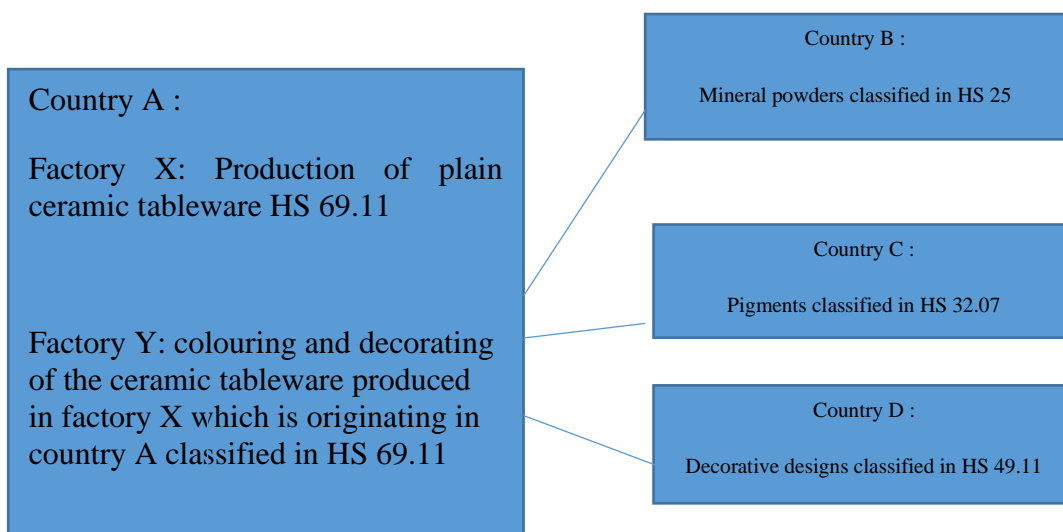 Country A :
Factory X: Production of plain
ceramic tableware HS 69.11
Factory Y: colouring and decorating
of the ceramic tableware produced
in factory X which is originating in
country A classified in HS 69.11
Country B :
Mineral powders classified in HS 25
Country C :
Pigments classified in HS 32.07
Country D :
Decorative designs classified in HS 49.11